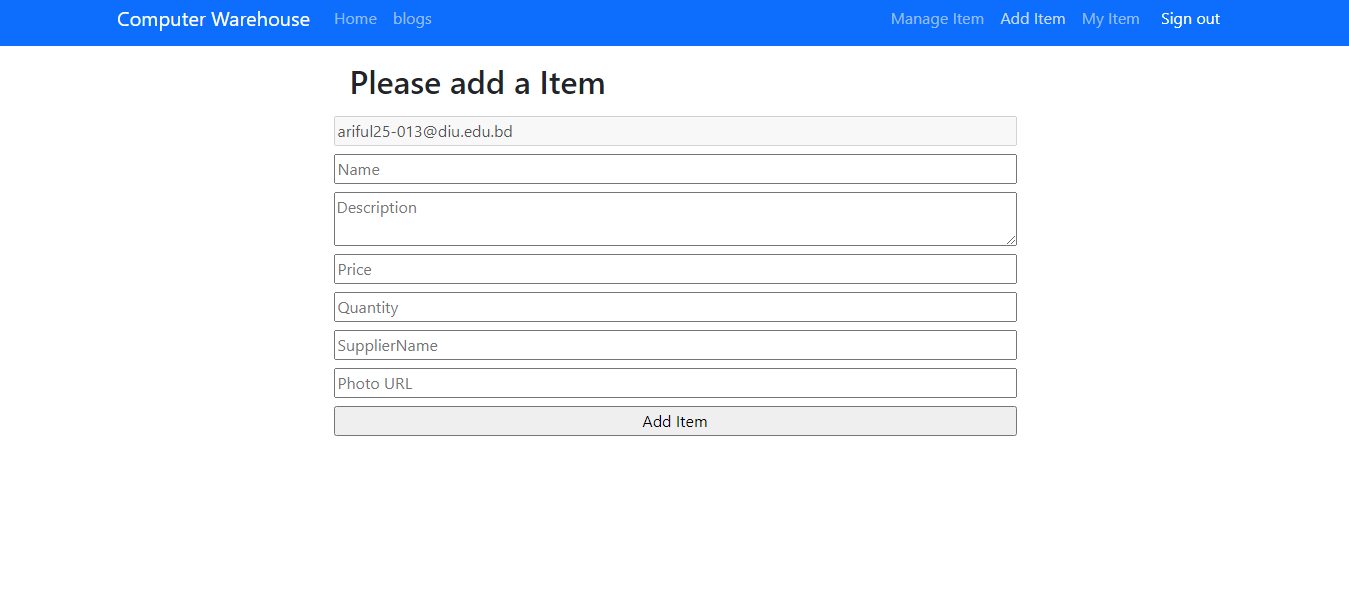 Computer Warehouse Home blogs Manage Item Add Item My Item Sign out
Please add a Item
ariful25-013@diu.edu.bd
Name
Description
Price
Quantity
SupplierName
Photo URL
Add Item